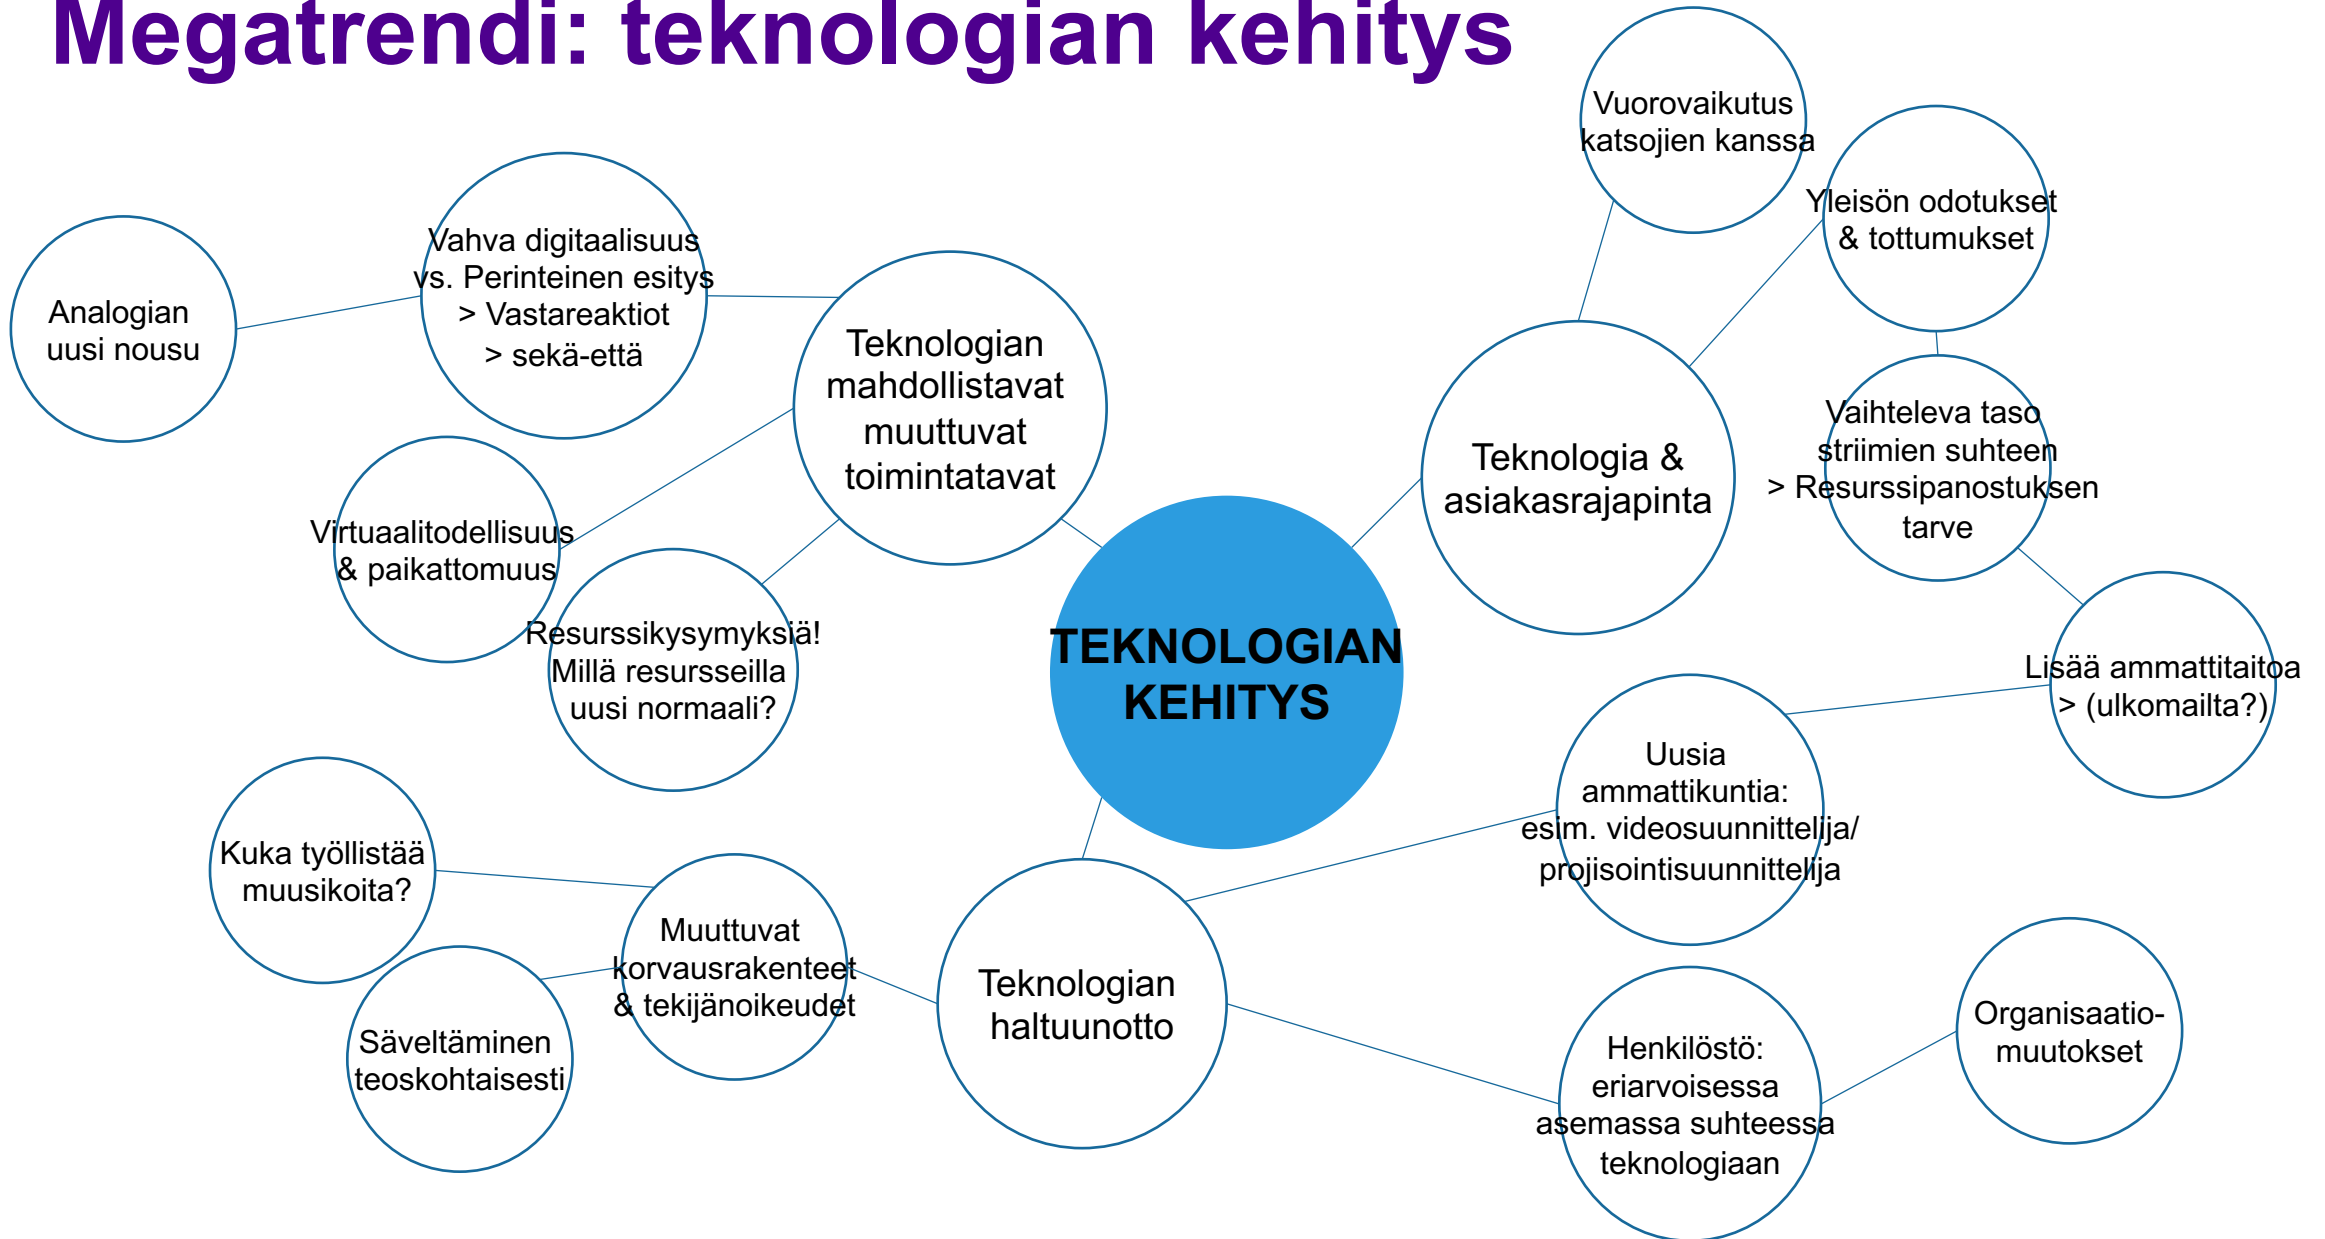 Megatrendi: teknologian kehitys
Vuorovaikutus
katsojien kanssa
Yleisön odotukset
& tottumukset
Vahva digitaalisuus
vs. Perinteinen esitys
> Vastareaktiot
> sekä-että
Analogian
uusi nousu
Teknologian
mahdollistavat
muuttuvat
toimintatavat
Teknologia &
asiakasrajapinta
Vaihteleva taso
striimien suhteen
> Resurssipanostuksen
tarve
Virtuaalitodellisuus
& paikattomuus
Resurssikysymyksiä!
Millä resursseilla
uusi normaali?
TEKNOLOGIAN
KEHITYS
Lisää ammattitaitoa
> (ulkomailta?)
Uusia
ammattikuntia:
esim. videosuunnittelija/
projisointisuunnittelija
Kuka työllistää
muusikoita?
Muuttuvat
korvausrakenteet
& tekijänoikeudet
Säveltäminen
teoskohtaisesti
Teknologian
haltuunotto
Henkilöstö:
eriarvoisessa
asemassa suhteessa
teknologiaan
Organisaatio-
muutokset